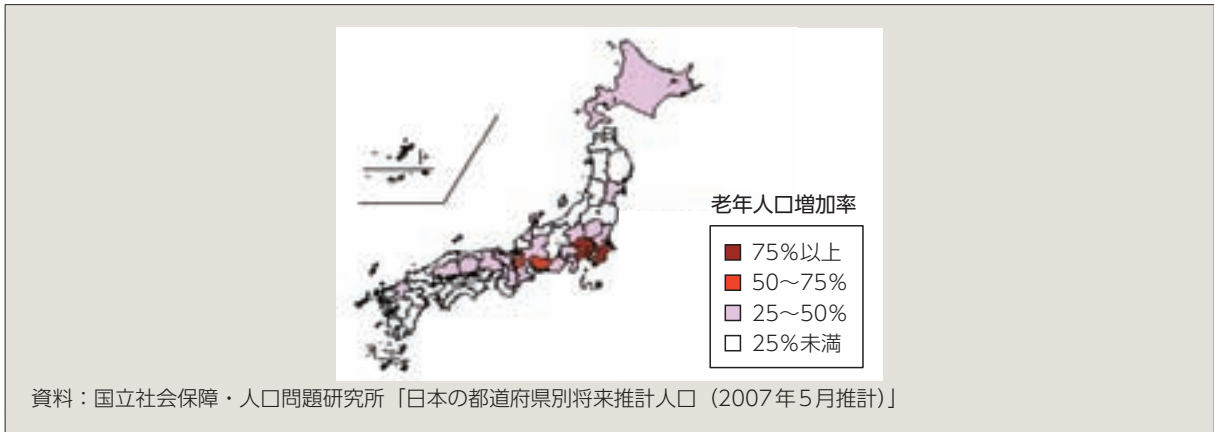 老年人口増加率
75%以上
50〜75%
25〜50%
25%未満
資料：国立社会保障・人口問題研究所「日本の都道府県別将来推計人口（2007年5月推計）」